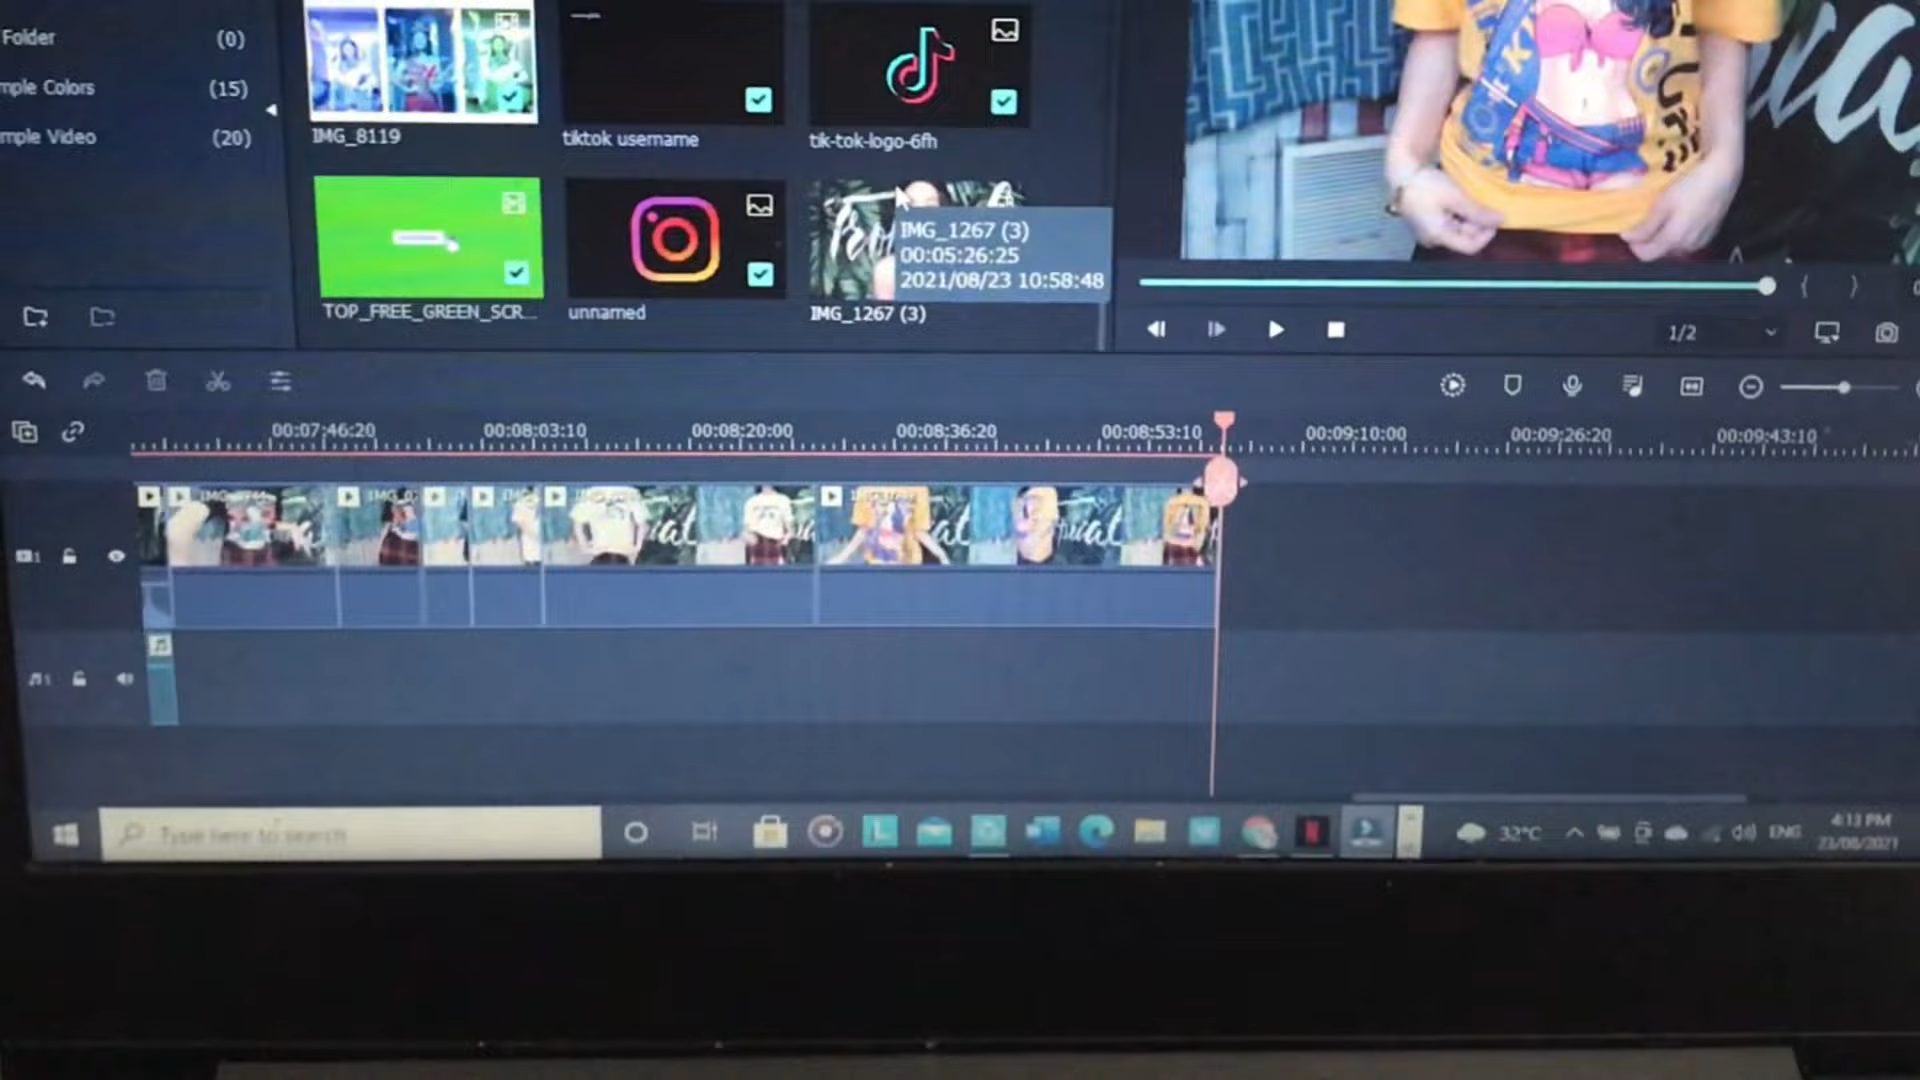 Folder (0)
mple Colors (15)
mple Video (20)
IMG_8119
tiktok username
tik-tok-logo-6fh
TOP_FREE_GREEN_SCR...
unnamed
IMG_1267 (3)
00:05:26:25
2021/08/23 10:58:48
IMG_1267 (3)
1/2
00:07:46:20 00:08:03:10 00:08:20:00 00:08:36:20 00:08:53:10 00:09:10:00 00:09:26:20 00:09:43:10
1
1
Type here to search
32°C
ENG
4:13 PM
23/08/2021